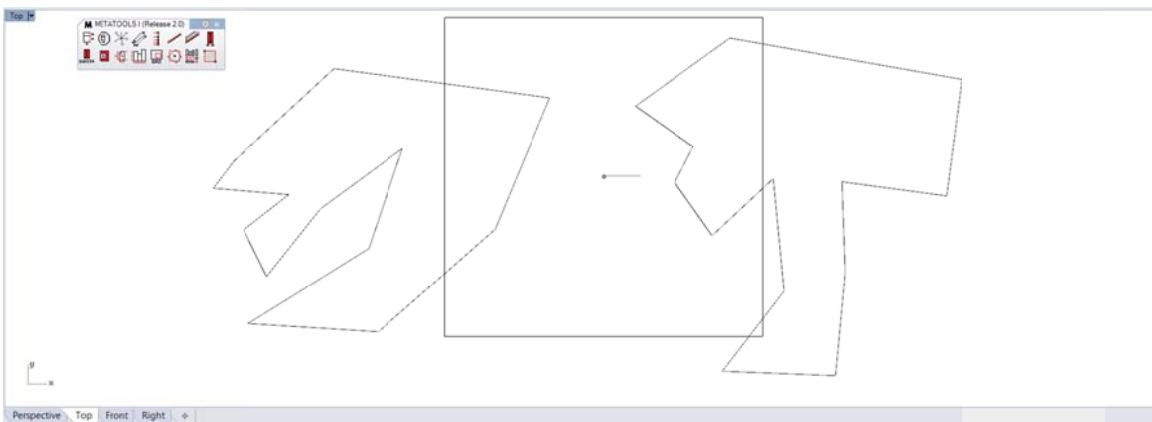 Top
METATOOLS I (Release 2.0)
y
x
Perspective Top Front Right